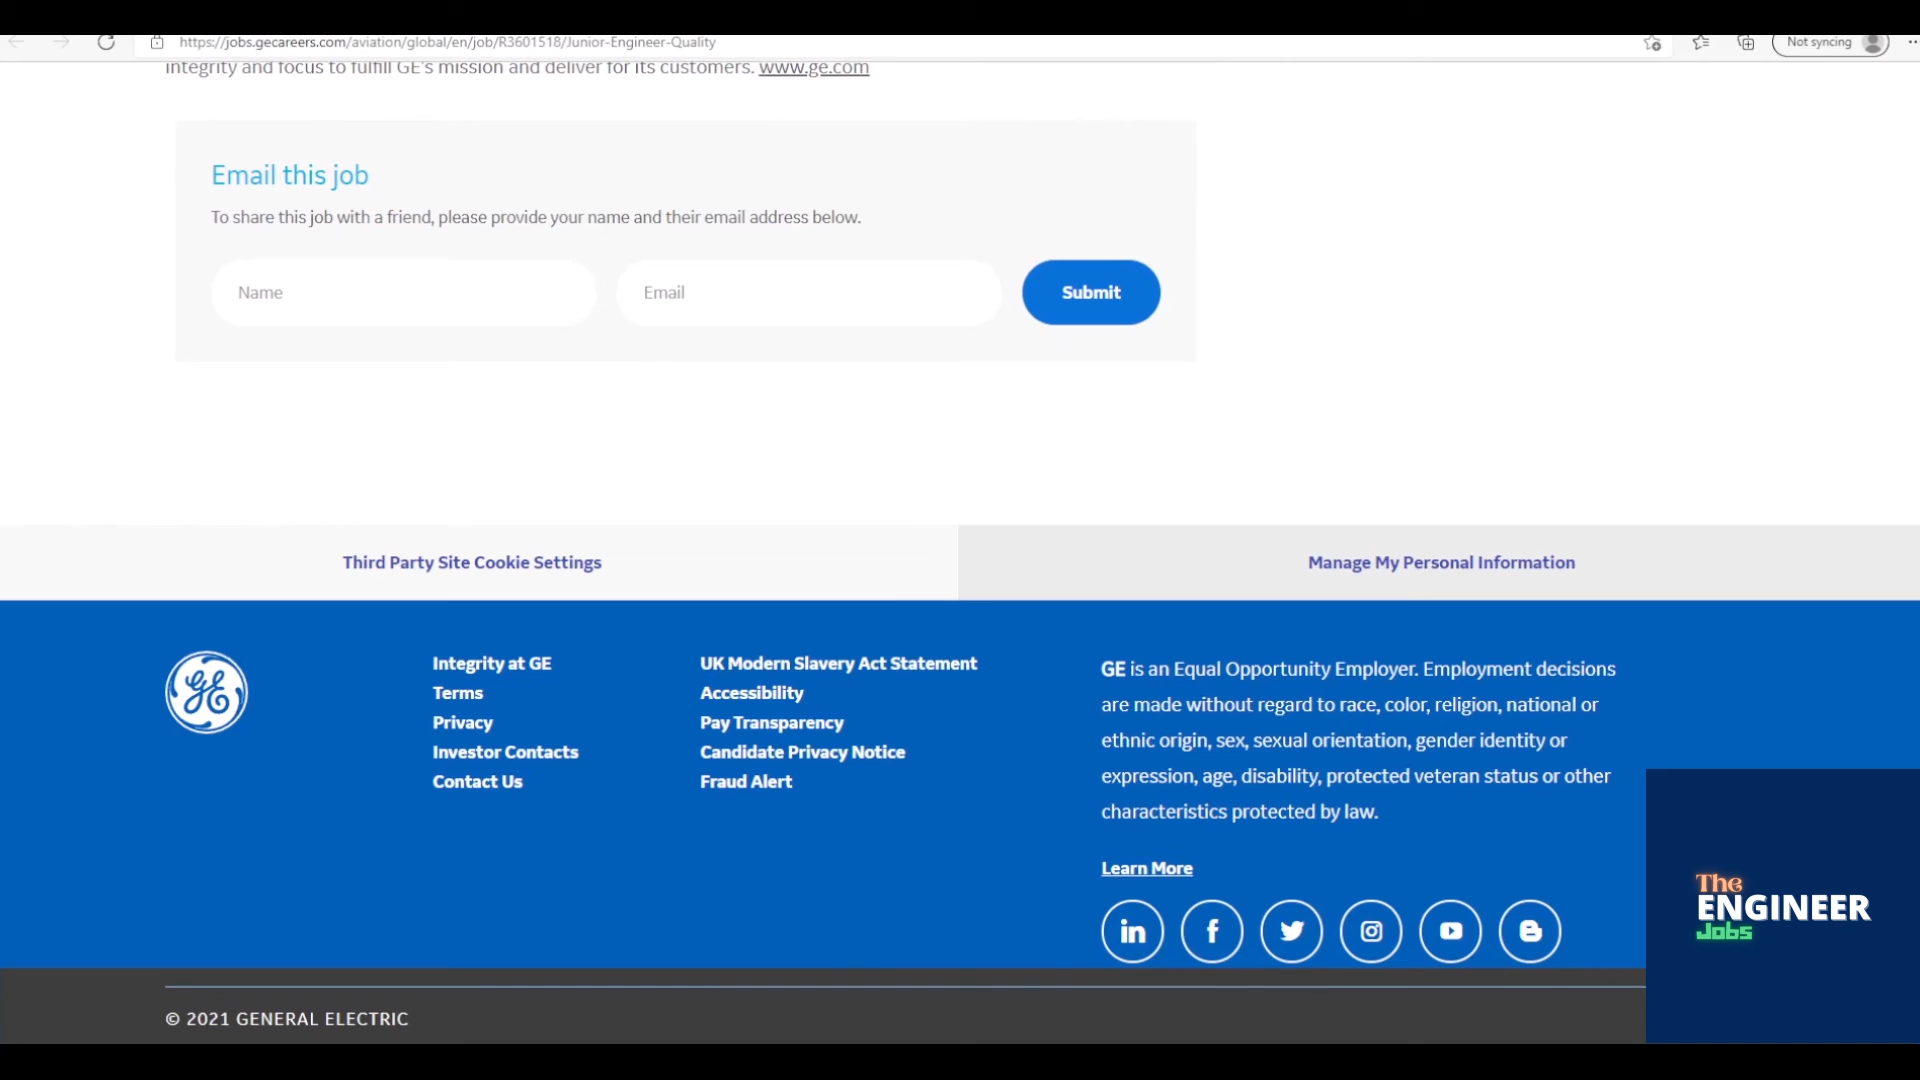 https://jobs.gecareers.com/aviation/global/en/job/R3601518/Junior-Engineer-Quality
Not syncing
integrity and focus to fulfill GE's mission and deliver for its customers. www.ge.com
Email this job
To share this job with a friend, please provide your name and their email address below.
Name
Email
Submit
Third Party Site Cookie Settings
Manage My Personal Information
GE
Integrity at GE
Terms
Privacy
Investor Contacts
Contact Us
UK Modern Slavery Act Statement
Accessibility
Pay Transparency
Candidate Privacy Notice
Fraud Alert
GE is an Equal Opportunity Employer. Employment decisions
are made without regard to race, color, religion, national or
ethnic origin, sex, sexual orientation, gender identity or
expression, age, disability, protected veteran status or other
characteristics protected by law.
Learn More
The
ENGINEER
Jobs
© 2021 GENERAL ELECTRIC